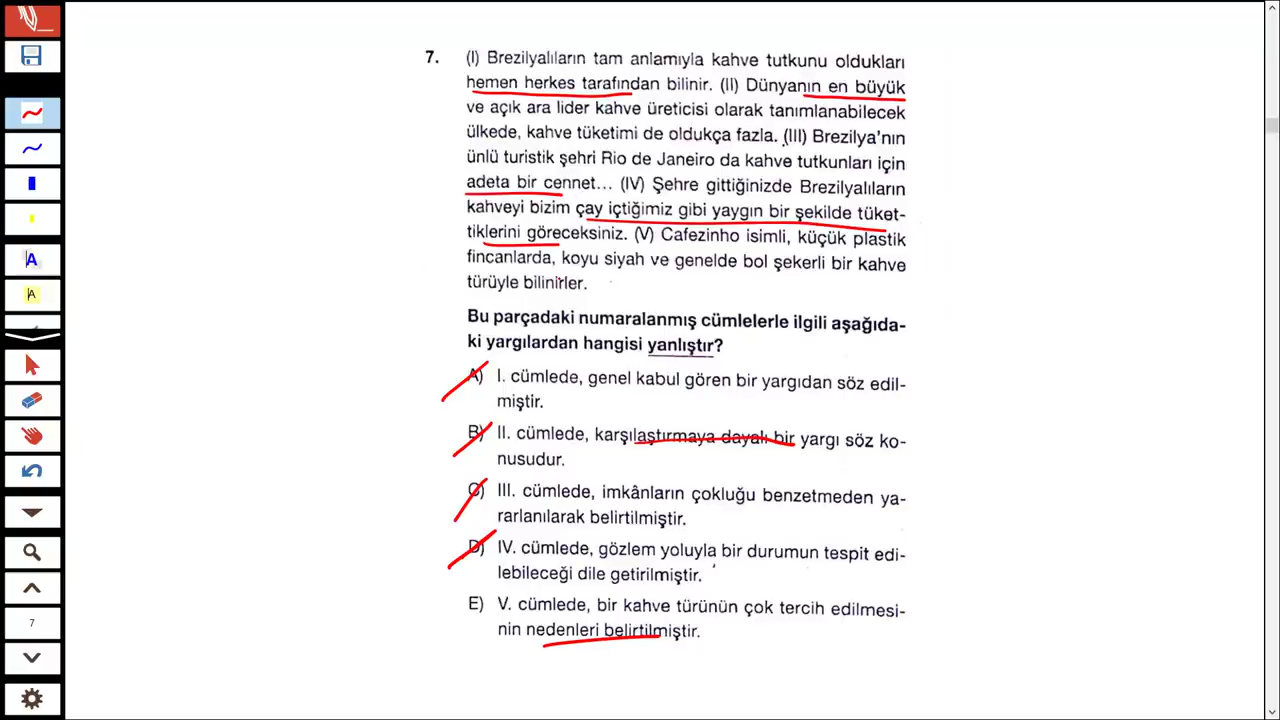 7. (I) Brezilyalıların tam anlamıyla kahve tutkunu oldukları
hemen herkes tarafından bilinir. (II) Dünyanın en büyük
ve açık ara lider kahve üreticisi olarak tanımlanabilecek
ülkede, kahve tüketimi de oldukça fazla. (III) Brezilya'nın
ünlü turistik şehri Rio de Janeiro da kahve tutkunları için
adeta bir cennet... (IV) Şehre gittiğinizde Brezilyalıların
kahveyi bizim çay içtiğimiz gibi yaygın bir şekilde tüket-
tiklerini göreceksiniz. (V) Cafezinho isimli, küçük plastik
fincanlarda, koyu siyah ve genelde bol şekerli bir kahve
türüyle bilinirler.
Bu parçadaki numaralanmış cümlelerle ilgili aşağıda-
ki yargılardan hangisi yanlıştır?
A) I. cümlede, genel kabul gören bir yargıdan söz edil-
miştir.
B) II. cümlede, karşılaştırmaya dayalı bir yargı söz ko-
nusudur.
C) III. cümlede, imkânların çokluğu benzetmeden ya-
rarlanılarak belirtilmiştir.
D) IV. cümlede, gözlem yoluyla bir durumun tespit edi-
lebileceği dile getirilmiştir.
E) V. cümlede, bir kahve türünün çok tercih edilmesi-
nin nedenleri belirtilmiştir.
A
A
7